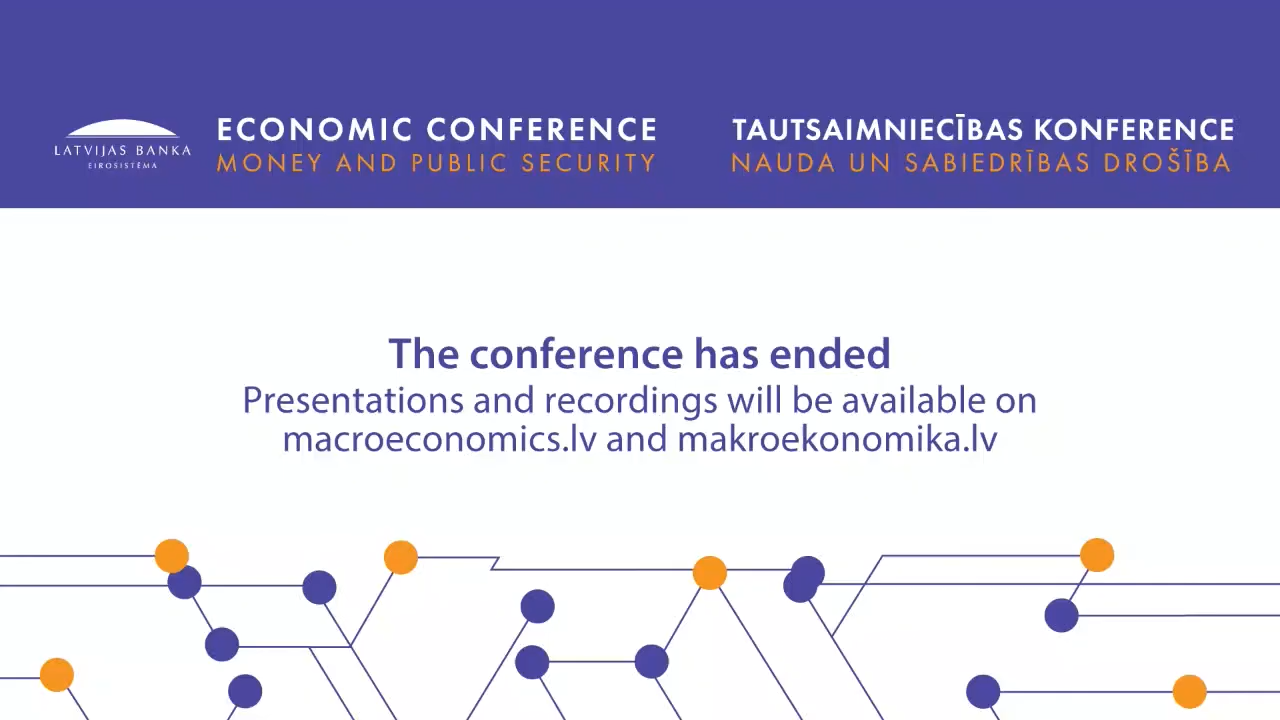 LATVIJAS BANKA
EIROSISTĒMA
ECONOMIC CONFERENCE
MONEY AND PUBLIC SECURITY
TAUTSAIMNIECĪBAS KONFERENCE
NAUDA UN SABIEDRĪBAS DROŠĪBA
The conference has ended
Presentations and recordings will be available on
macroeconomics.lv and makroekonomika.lv